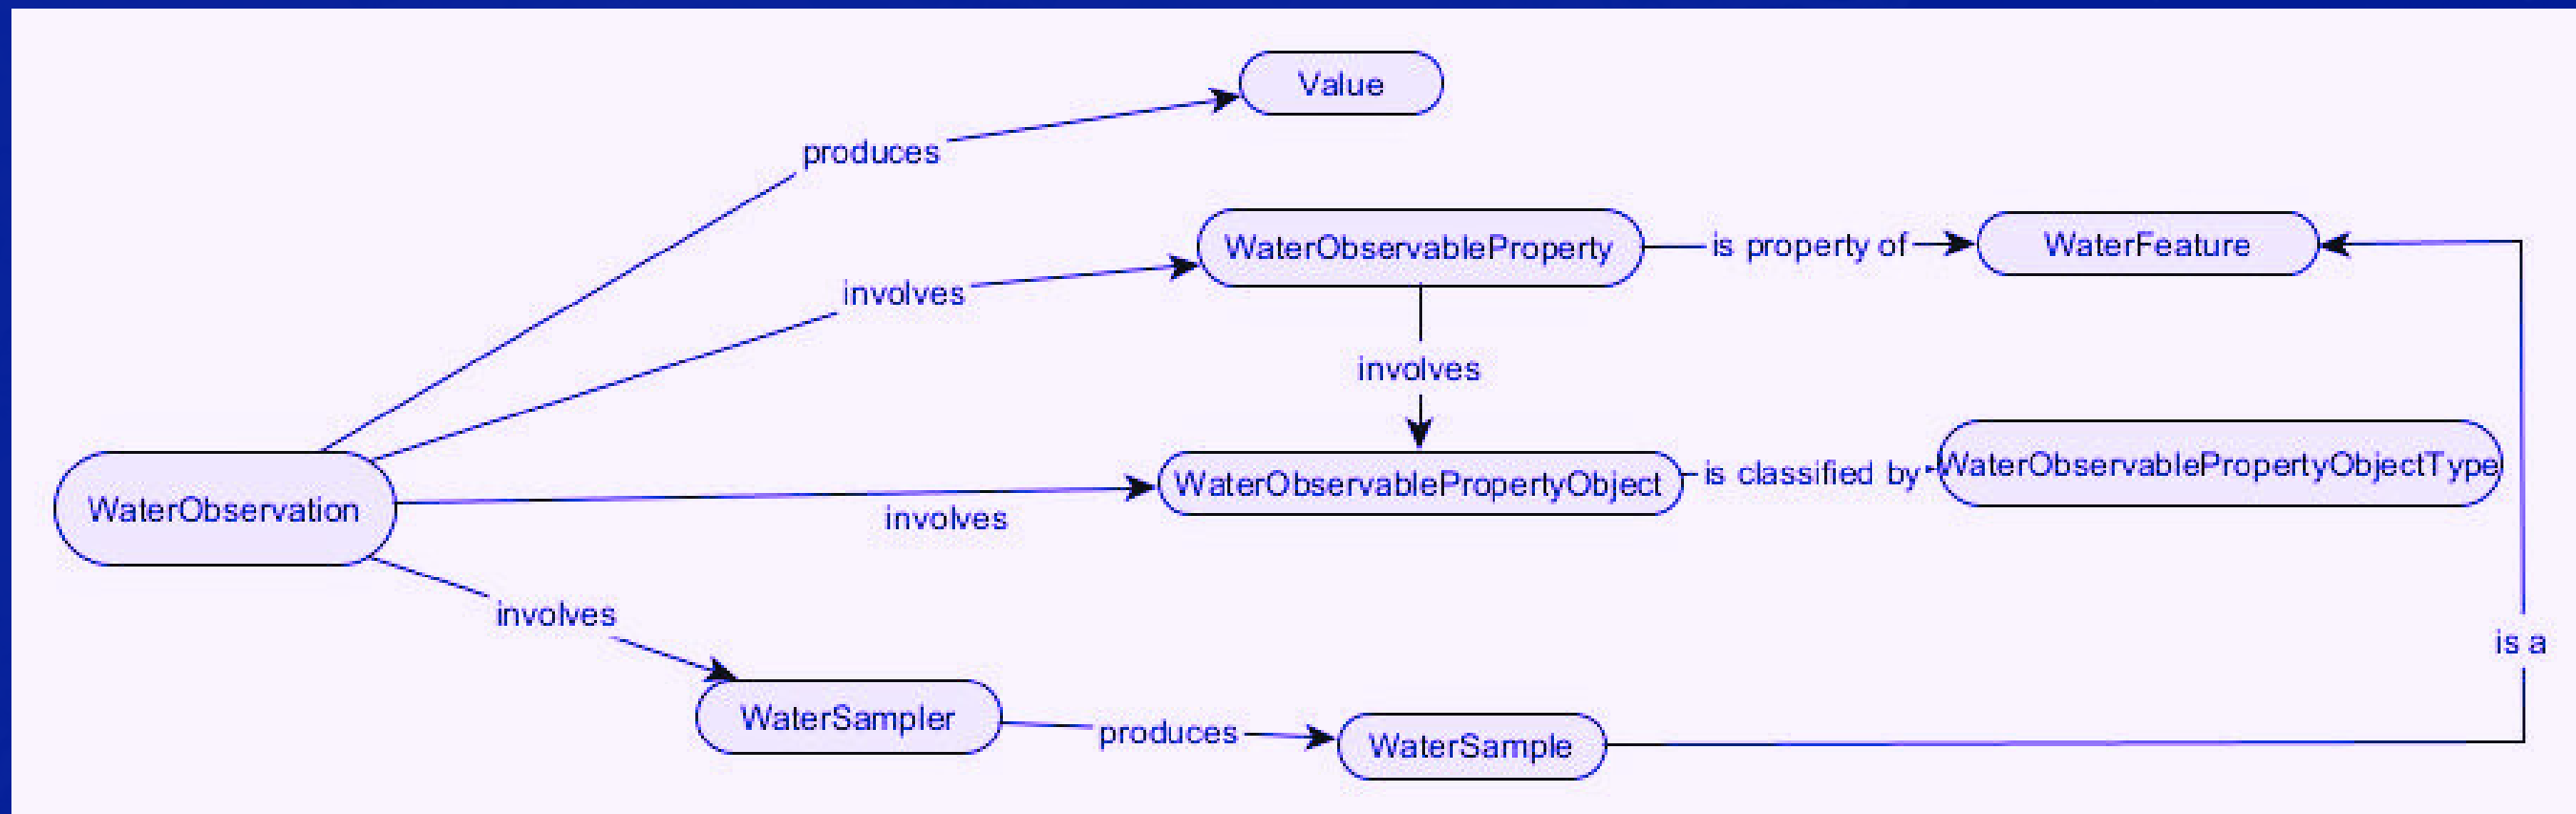 Value
produces
WaterObservableProperty
is property of
WaterFeature
involves
involves
WaterObservablePropertyObject
is classified by
WaterObservablePropertyObjectType
WaterObservation
involves
involves
is a
WaterSampler
produces
WaterSample